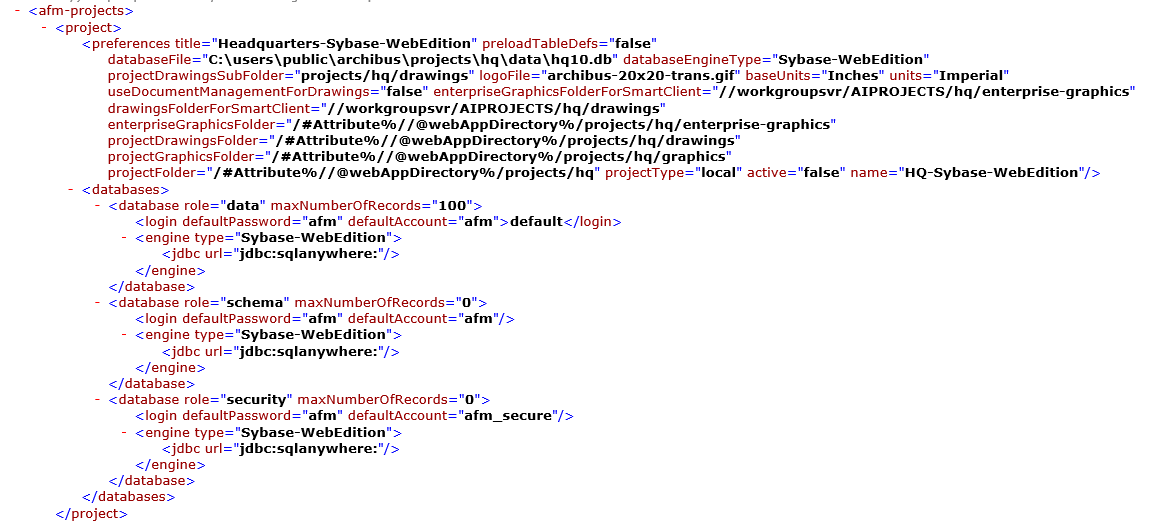 - <afm-projects>
- <project>
<preferences title="Headquarters-Sybase-WebEdition" preloadTableDefs="false"
databaseFile="C:\users\public\archibus\projects\hq\data\hq10.db" databaseEngineType="Sybase-WebEdition"
projectDrawingsSubFolder="projects/hq/drawings" logoFile="archibus-20x20-trans.gif" baseUnits="Inches" units="Imperial"
useDocumentManagementForDrawings="false" enterpriseGraphicsFolderForSmartClient="//workgroupsvr/AIPROJECTS/hq/enterprise-graphics"
drawingsFolderForSmartClient="//workgroupsvr/AIPROJECTS/hq/drawings"
enterpriseGraphicsFolder="/#Attribute%//@webAppDirectory%/projects/hq/enterprise-graphics"
projectDrawingsFolder="/#Attribute%//@webAppDirectory%/projects/hq/drawings"
projectGraphicsFolder="/#Attribute%//@webAppDirectory%/projects/hq/graphics"
projectFolder="/#Attribute%//@webAppDirectory%/projects/hq" projectType="local" active="false" name="HQ-Sybase-WebEdition"/>
- <databases>
- <database role="data" maxNumberOfRecords="100">
<login defaultPassword="afm" defaultAccount="afm">default</login>
- <engine type="Sybase-WebEdition">
<jdbc url="jdbc:sqlanywhere:"/>
</engine>
</database>
- <database role="schema" maxNumberOfRecords="0">
<login defaultPassword="afm" defaultAccount="afm"/>
- <engine type="Sybase-WebEdition">
<jdbc url="jdbc:sqlanywhere:"/>
</engine>
</database>
- <database role="security" maxNumberOfRecords="0">
<login defaultPassword="afm" defaultAccount="afm_secure"/>
- <engine type="Sybase-WebEdition">
<jdbc url="jdbc:sqlanywhere:"/>
</engine>
</database>
</databases>
</project>